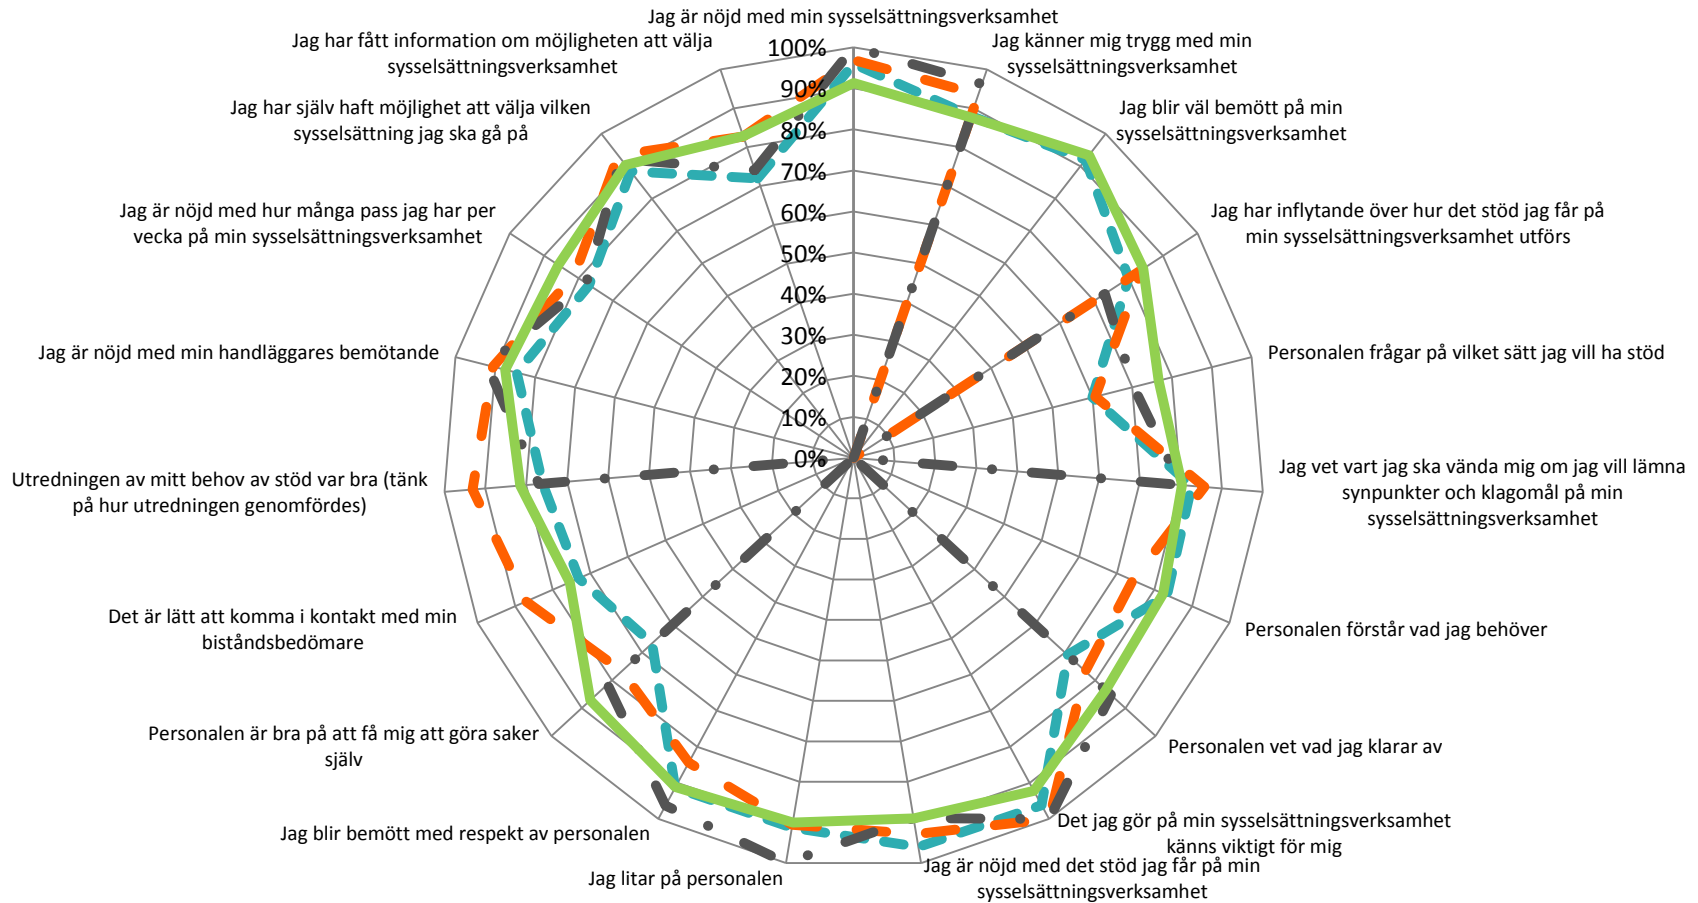 Jag är nöjd med min sysselsättningsverksamhet
Jag känner mig trygg med min
sysselsättningsverksamhet
Jag blir väl bemött på min
sysselsättningsverksamhet
Jag har inflytande över hur det stöd jag får på
min sysselsättningsverksamhet utförs
Personalen frågar på vilket sätt jag vill ha stöd
Jag vet vart jag ska vända mig om jag vill lämna
synpunkter och klagomål på min
sysselsättningsverksamhet
Personalen förstår vad jag behöver
Personalen vet vad jag klarar av
Det jag gör på min sysselsättningsverksamhet
känns viktigt för mig
Jag är nöjd med det stöd jag får på min
sysselsättningsverksamhet
Jag litar på personalen
Jag blir bemött med respekt av personalen
Personalen är bra på att få mig att göra saker
själv
Det är lätt att komma i kontakt med min
biståndsbedömare
Utredningen av mitt behov av stöd var bra (tänk
på hur utredningen genomfördes)
Jag är nöjd med min handläggares bemötande
Jag är nöjd med hur många pass jag har per
vecka på min sysselsättningsverksamhet
Jag har själv haft möjlighet att välja vilken
sysselsättning jag ska gå på
Jag har fått information om möjligheten att välja
sysselsättningsverksamhet
100%
90%
80%
70%
60%
50%
40%
30%
20%
10%
0%